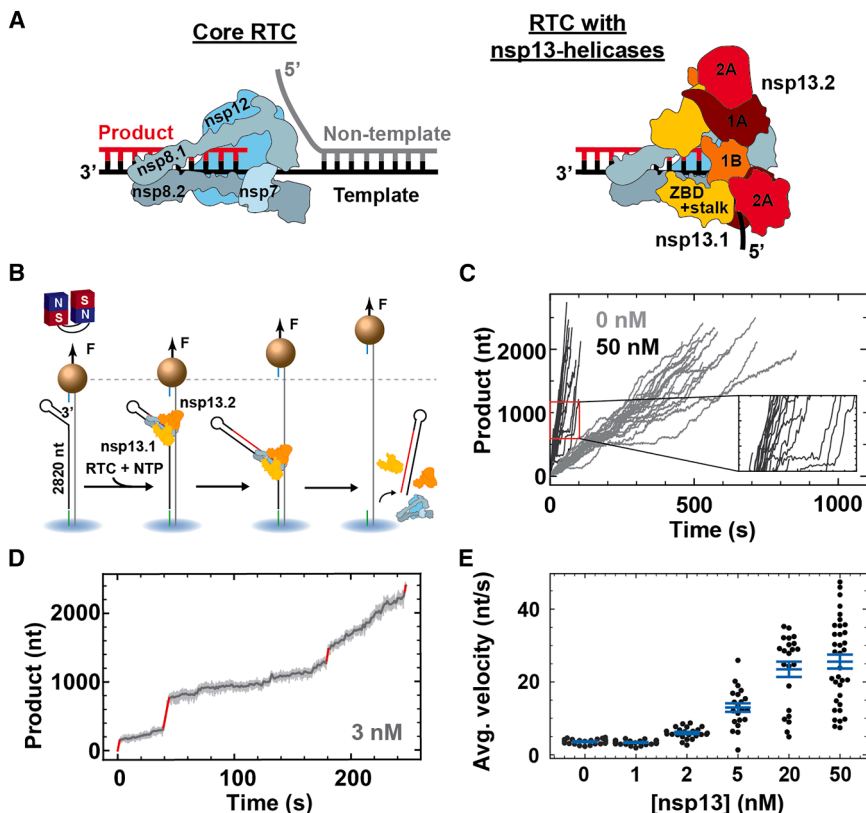 A
Core RTC
RTC with
nsp13-helicases
5'
2A
nsp13.2
nsp12
1A
Product
Non-template
nsp8.1
1B
3'
3'
nsp8.2
nsp7
Template
ZBD
+stalk
2A
nsp13.1
5'
B
N S
S N
F
F
F
F
3'
nsp13.2
2820 nt
nsp13.1
RTC + NTP
C
Product (nt)
2000
1000
0
0 nM
50 nM
0 500 1000
Time (s)
D
Product (nt)
2000
1000
0
3 nM
0 100 200
Time (s)
E
Avg. velocity (nt/s)
40
20
0
0 1 2 5 20 50
[nsp13] (nM)